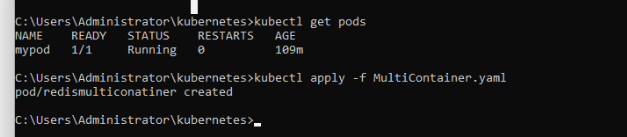 C:\Users\Administrator\kubernetes>kubectl get pods
NAME READY STATUS RESTARTS AGE
mypod 1/1 Running 0 109m
C:\Users\Administrator\kubernetes>kubectl apply -f MultiContainer.yaml
pod/redismulticonatiner created
C:\Users\Administrator\kubernetes>